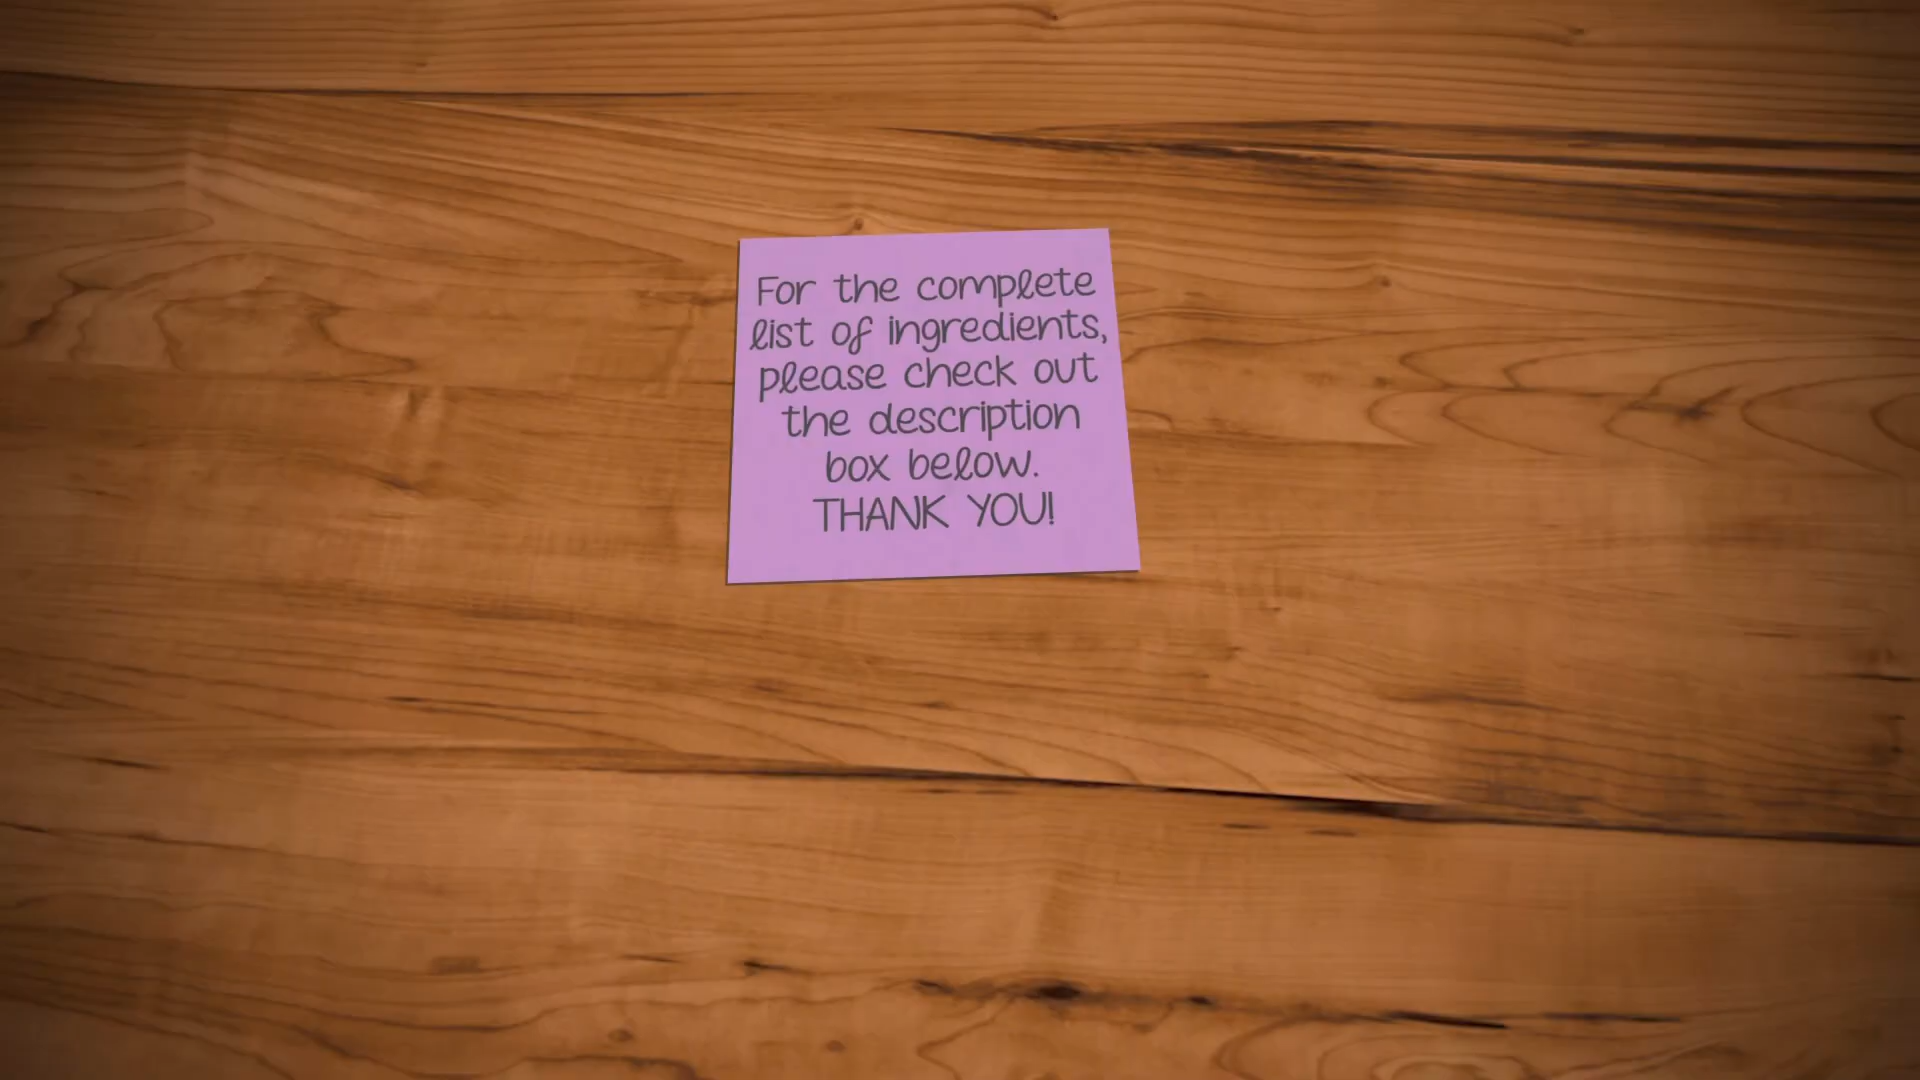 For the complete
list of ingredients,
please check out
the description
box below.
THANK YOU!